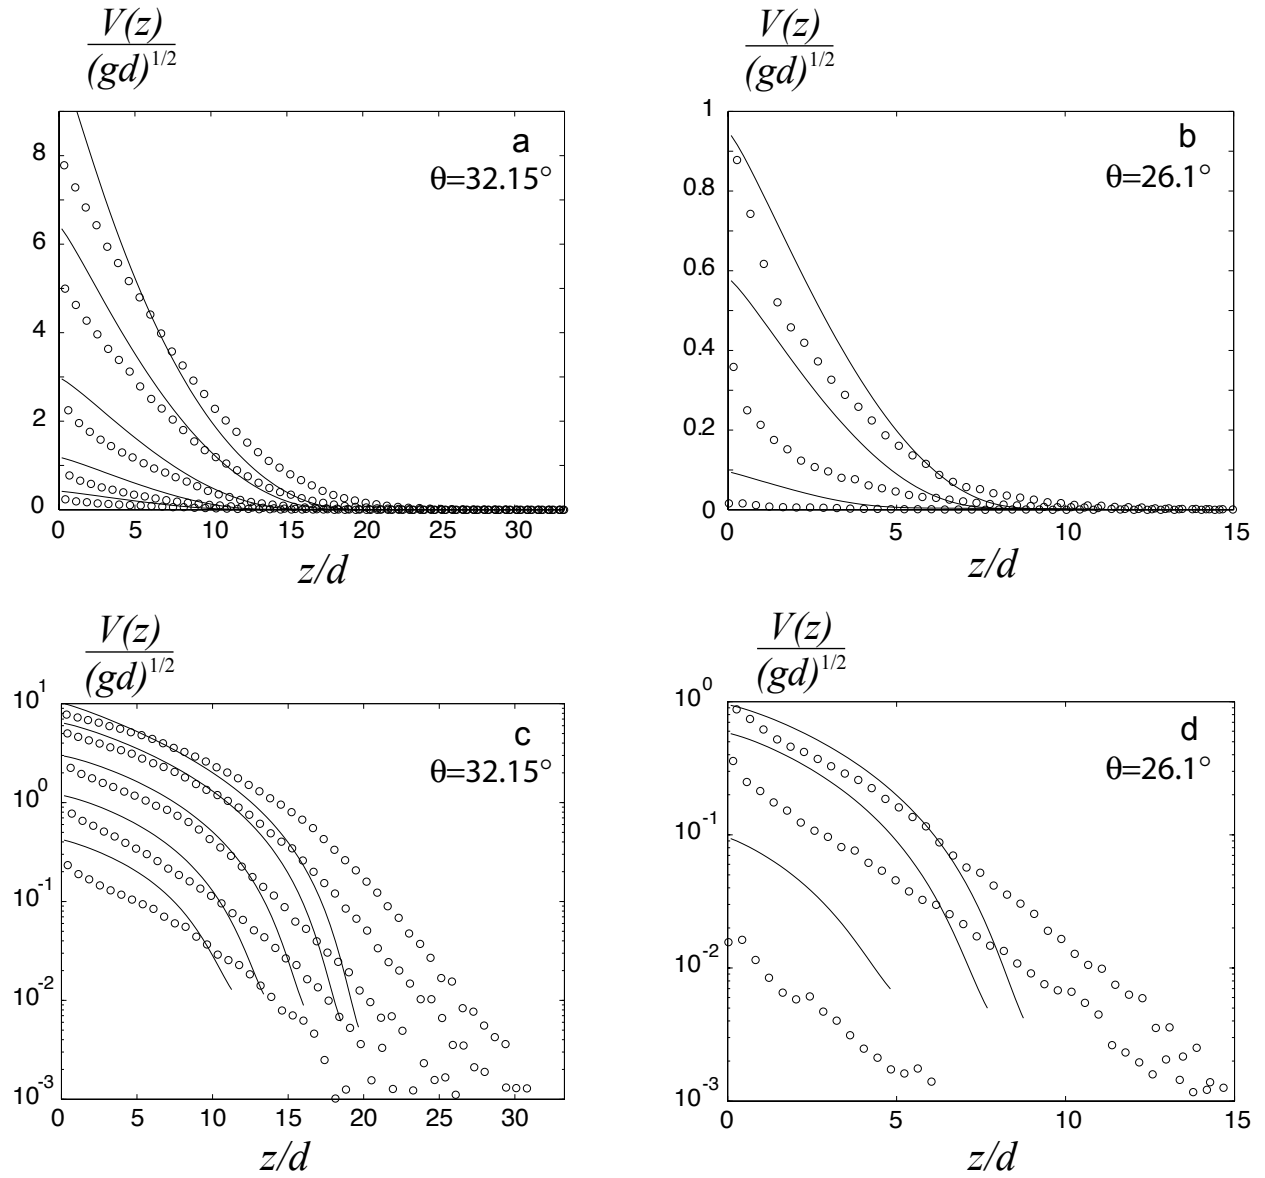 V(z)
(gd)^{1/2}
a
θ=32.15°
8
6
4
2
0
0 5 10 15 20 25 30
z/d
V(z)
(gd)^{1/2}
b
θ=26.1°
1
0.8
0.6
0.4
0.2
0
0 5 10 15
z/d
V(z)
(gd)^{1/2}
c
θ=32.15°
10^1
10^0
10^-1
10^-2
10^-3
0 5 10 15 20 25 30
z/d
V(z)
(gd)^{1/2}
d
θ=26.1°
10^0
10^-1
10^-2
10^-3
0 5 10 15
z/d